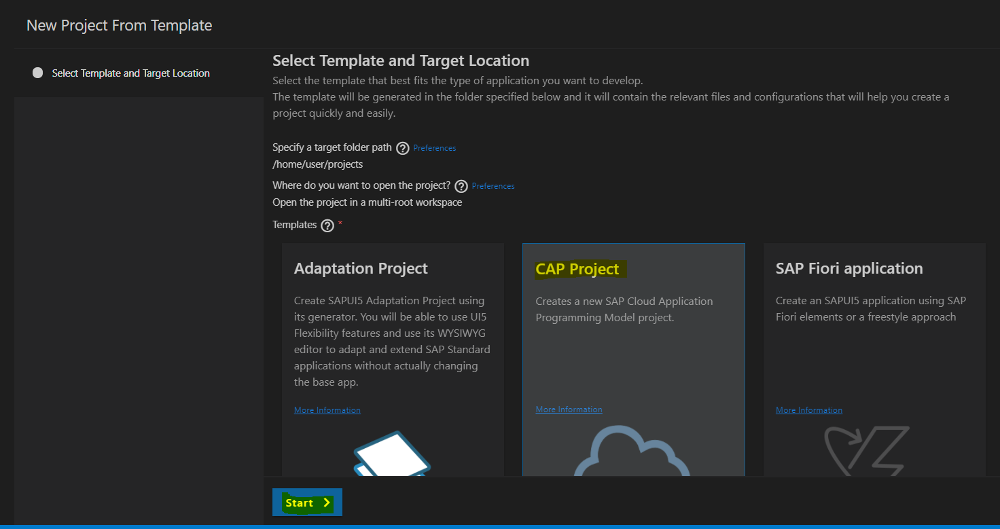 New Project From Template
Select Template and Target Location
Select Template and Target Location
Select the template that best fits the type of application you want to develop.
The template will be generated in the folder specified below and it will contain the relevant files and configurations that will help you create a
project quickly and easily.
Specify a target folder path ? Preferences
/home/user/projects
Where do you want to open the project? ? Preferences
Open the project in a multi-root workspace
Templates ? *
Adaptation Project
Create SAPUI5 Adaptation Project using
its generator. You will be able to use UI5
Flexibility features and use its WYSIWYG
editor to adapt and extend SAP Standard
applications without actually changing
the base app.
More Information
CAP Project
Creates a new SAP Cloud Application
Programming Model project.
More Information
SAP Fiori application
Create an SAPUI5 application using SAP
Fiori elements or a freestyle approach
More Information
Start >